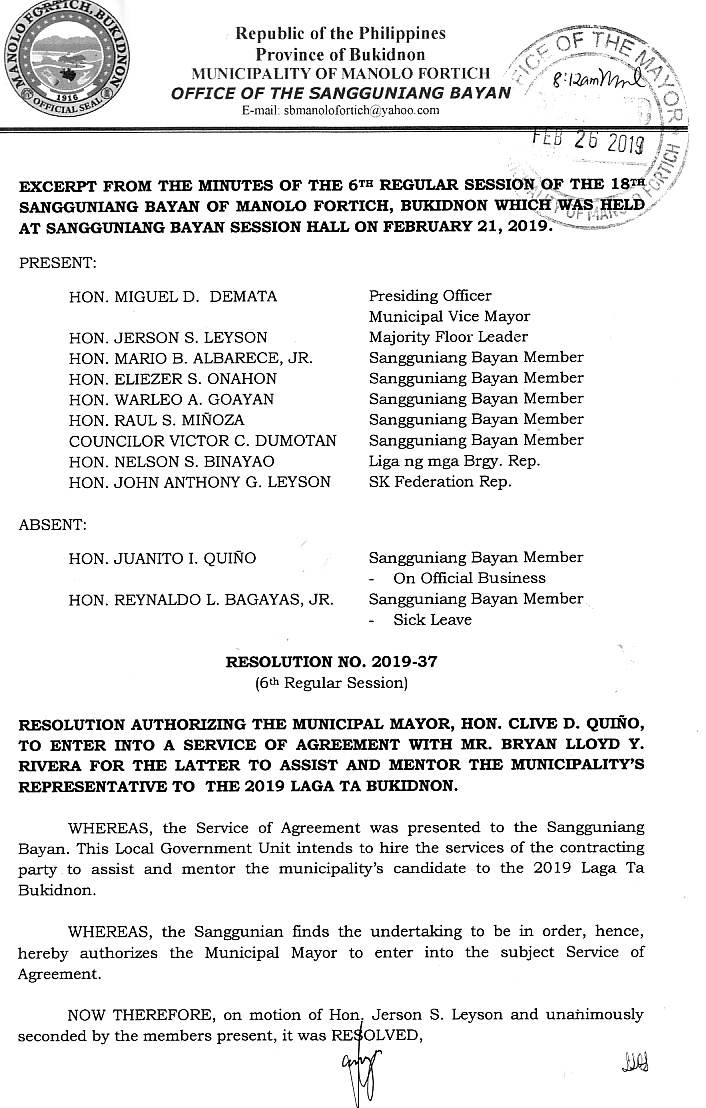 MANOLO FORTICH, BUKIDNON
1916
OFFICIAL SEAL
Republic of the Philippines
Province of Bukidnon
MUNICIPALITY OF MANOLO FORTICH
OFFICE OF THE SANGGUNIANG BAYAN
E-mail: sbmanolofortich@yahoo.com
OFFICE OF THE MAYOR
8:12am
FEB 26 2019
OF MANOLO FORTICH
EXCERPT FROM THE MINUTES OF THE 6TH REGULAR SESSION OF THE 18TH
SANGGUNIANG BAYAN OF MANOLO FORTICH, BUKIDNON WHICH WAS HELD
AT SANGGUNIANG BAYAN SESSION HALL ON FEBRUARY 21, 2019.
PRESENT:
HON. MIGUEL D. DEMATA Presiding Officer
Municipal Vice Mayor
HON. JERSON S. LEYSON Majority Floor Leader
HON. MARIO B. ALBARECE, JR. Sangguniang Bayan Member
HON. ELIEZER S. ONAHON Sangguniang Bayan Member
HON. WARLEO A. GOAYAN Sangguniang Bayan Member
HON. RAUL S. MIÑOZA Sangguniang Bayan Member
COUNCILOR VICTOR C. DUMOTAN Sangguniang Bayan Member
HON. NELSON S. BINAYAO Liga ng mga Brgy. Rep.
HON. JOHN ANTHONY G. LEYSON SK Federation Rep.
ABSENT:
HON. JUANITO I. QUIÑO Sangguniang Bayan Member
- On Official Business
HON. REYNALDO L. BAGAYAS, JR. Sangguniang Bayan Member
- Sick Leave
RESOLUTION NO. 2019-37
(6th Regular Session)
RESOLUTION AUTHORIZING THE MUNICIPAL MAYOR, HON. CLIVE D. QUIÑO,
TO ENTER INTO A SERVICE OF AGREEMENT WITH MR. BRYAN LLOYD Y.
RIVERA FOR THE LATTER TO ASSIST AND MENTOR THE MUNICIPALITY'S
REPRESENTATIVE TO THE 2019 LAGA TA BUKIDNON.
WHEREAS, the Service of Agreement was presented to the Sangguniang
Bayan. This Local Government Unit intends to hire the services of the contracting
party to assist and mentor the municipality's candidate to the 2019 Laga Ta
Bukidnon.
WHEREAS, the Sanggunian finds the undertaking to be in order, hence,
hereby authorizes the Municipal Mayor to enter into the subject Service of
Agreement.
NOW THEREFORE, on motion of Hon. Jerson S. Leyson and unanimously
seconded by the members present, it was RESOLVED,